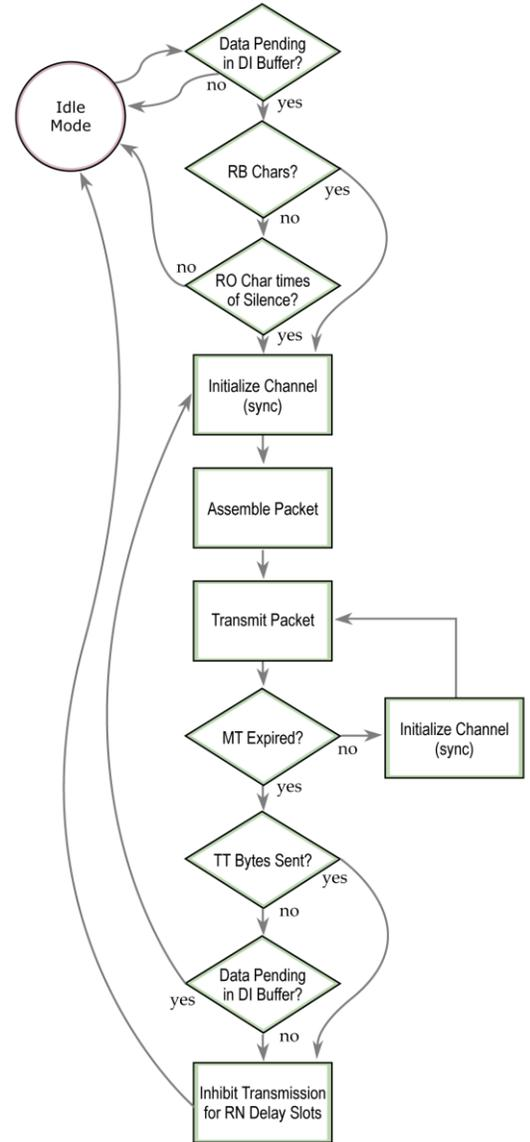 Data Pending
in DI Buffer?
no
yes
Idle
Mode
RB Chars?
yes
no
no
RO Char times
of Silence?
yes
Initialize Channel
(sync)
Assemble Packet
Transmit Packet
MT Expired?
no
Initialize Channel
(sync)
yes
TT Bytes Sent?
yes
no
Data Pending
in DI Buffer?
yes
no
Inhibit Transmission
for RN Delay Slots